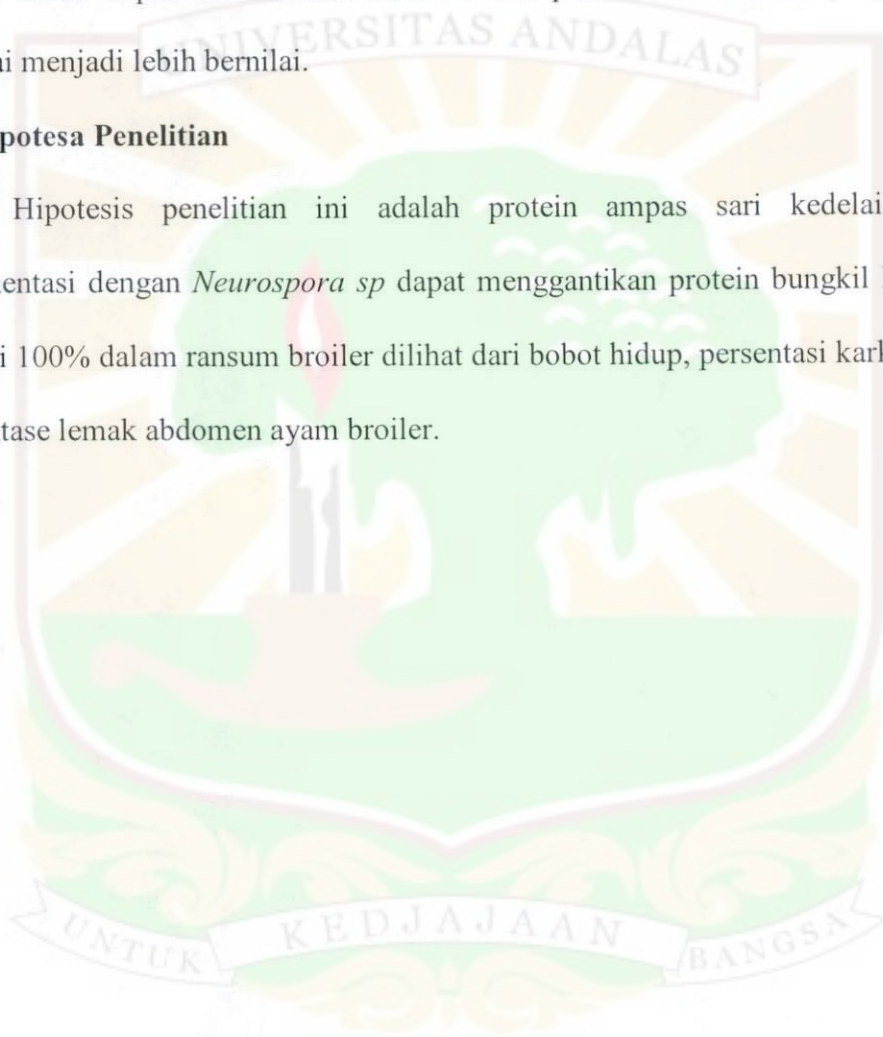 UNIVERSITAS ANDALAS
menjadi lebih bernilai.
potesa Penelitian
Hipotesis penelitian ini adalah protein ampas sari kedelai
entasi dengan Neurospora sp dapat menggantikan protein bungkil
i 100% dalam ransum broiler dilihat dari bobot hidup, persentasi kar
tase lemak abdomen ayam broiler.
UNTUK KEDJAJAAN BANGSA